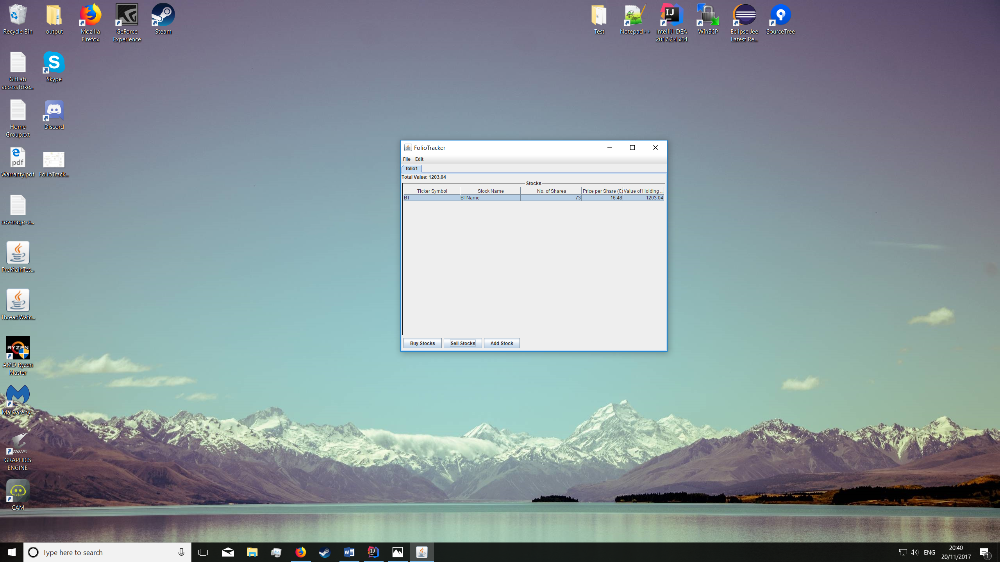 Recycle Bin
output
Mozilla
Firefox
GeForce
Experience
Steam
Test
Notepad++
IntelliJ IDEA
2017.2.4 x64
WinSCP
Eclipse Jee
Latest Re...
SourceTree
GitLab
accessToke...
Skype
Home
Group.txt
Discord
pdf
Warranty.pdf
FolioTrack...
coverage-e...
PreMainTes...
ThreadWatc...
RYZEN
AMD Ryzen
Master
Malwareby...
GRAPHICS
ENGINE
CAM
FolioTracker
File Edit
folio1
Total Value: 1203.04
Stocks
Ticker Symbol Stock Name No. of Shares Price per Share (£) Value of Holding ...
BT BTName 73 16.48 1203.04
Buy Stocks Sell Stocks Add Stock
Type here to search
ENG
20:40
20/11/2017
1